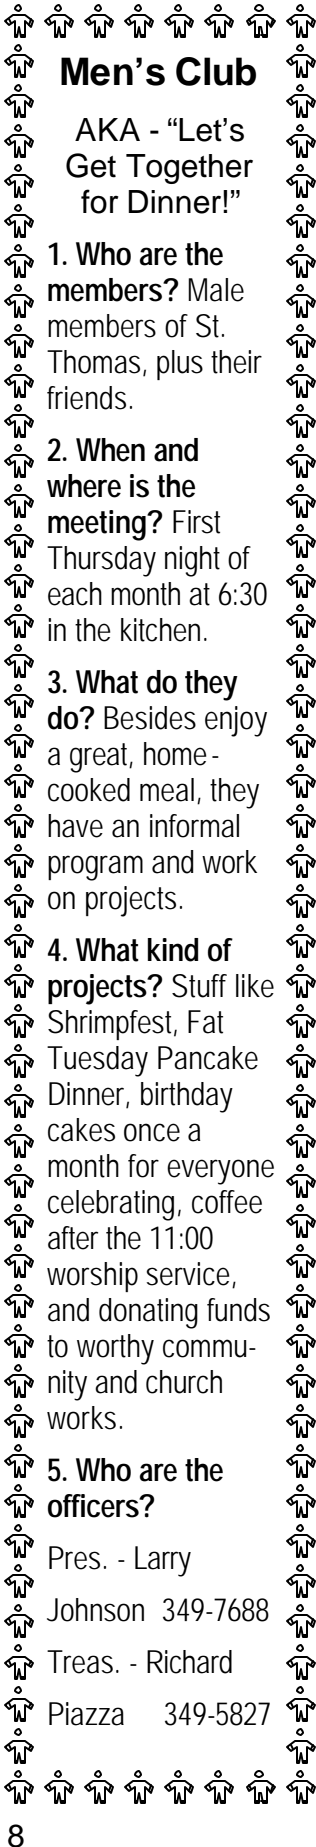 Men's Club
AKA - “Let's
Get Together
for Dinner!”
1. Who are the
members? Male
members of St.
Thomas, plus their
friends.
2. When and
where is the
meeting? First
Thursday night of
each month at 6:30
in the kitchen.
3. What do they
do? Besides enjoy
a great, home-
cooked meal, they
have an informal
program and work
on projects.
4. What kind of
projects? Stuff like
Shrimpfest, Fat
Tuesday Pancake
Dinner, birthday
cakes once a
month for everyone
celebrating, coffee
after the 11:00
worship service,
and donating funds
to worthy commu-
nity and church
works.
5. Who are the
officers?
Pres. - Larry
Johnson 349-7688
Treas. - Richard
Piazza 349-5827
8